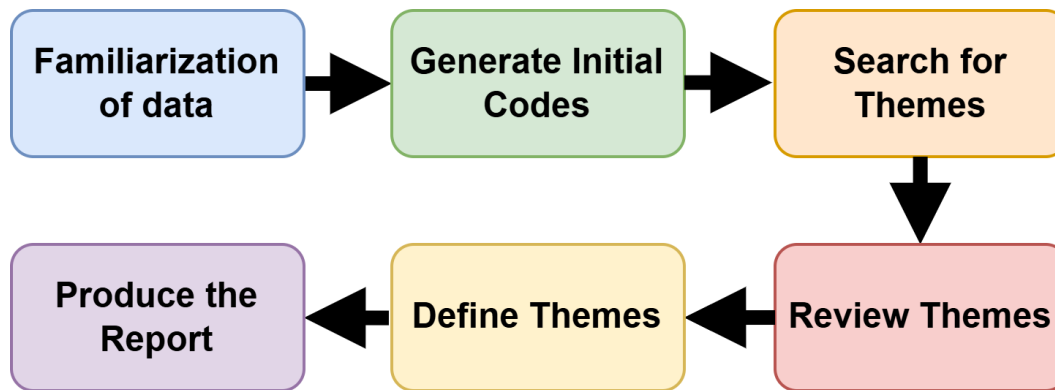 Familiarization
of data
Generate Initial
Codes
Search for
Themes
Review Themes
Define Themes
Produce the
Report